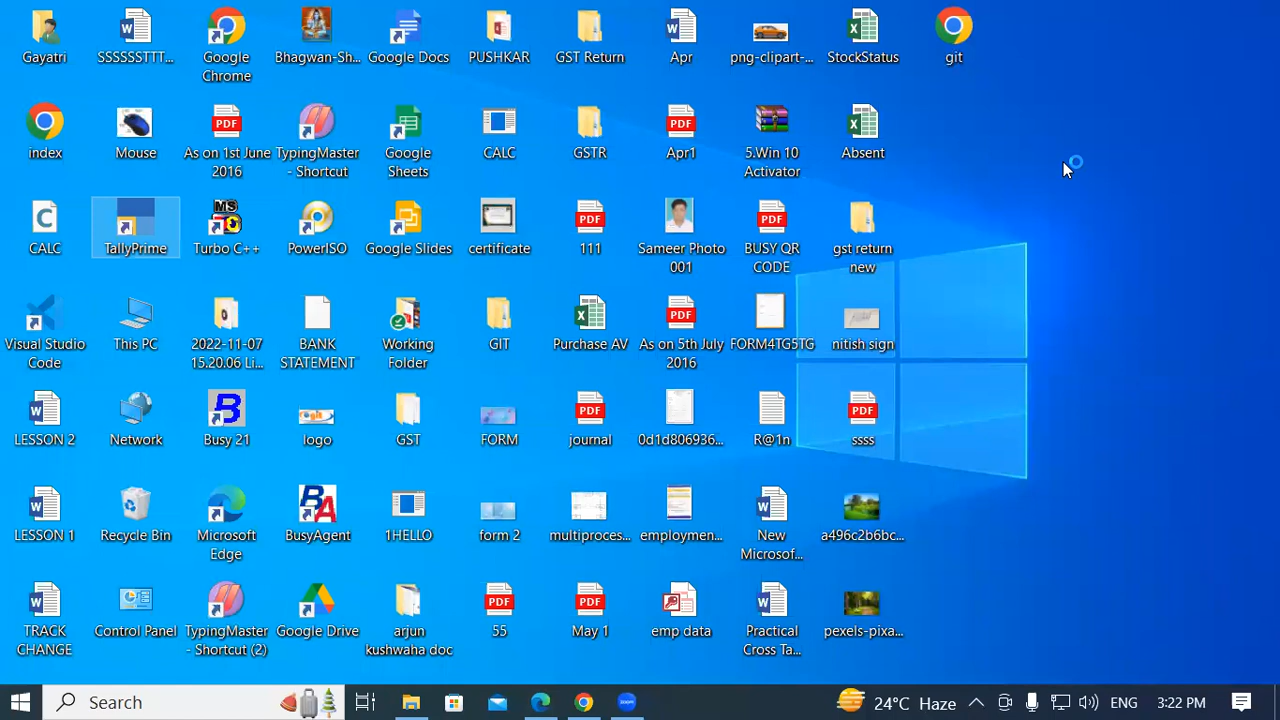 Gayatri
SSSSSSTTT...
Google
Chrome
Bhagwan-Sh...
Google Docs
PUSHKAR
GST Return
Apr
png-clipart-...
StockStatus
git
index
Mouse
As on 1st June
2016
TypingMaster
- Shortcut
Google
Sheets
CALC
GSTR
Apr1
5.Win 10
Activator
Absent
CALC
TallyPrime
Turbo C++
PowerISO
Google Slides
certificate
111
Sameer Photo
001
BUSY QR
CODE
gst return
new
Visual Studio
Code
This PC
2022-11-07
15.20.06 Li...
BANK
STATEMENT
Working
Folder
GIT
Purchase AV
As on 5th July
2016
FORM4TG5TG
nitish sign
LESSON 2
Network
Busy 21
logo
GST
FORM
journal
0d1d806936...
R@1n
ssss
LESSON 1
Recycle Bin
Microsoft
Edge
BusyAgent
1HELLO
form 2
multiproces...
employmen...
New
Microsof...
a496c2b6bc...
TRACK
CHANGE
Control Panel
TypingMaster
- Shortcut (2)
Google Drive
arjun
kushwaha doc
55
May 1
emp data
Practical
Cross Ta...
pexels-pixa...
Search
24°C Haze
ENG
3:22 PM